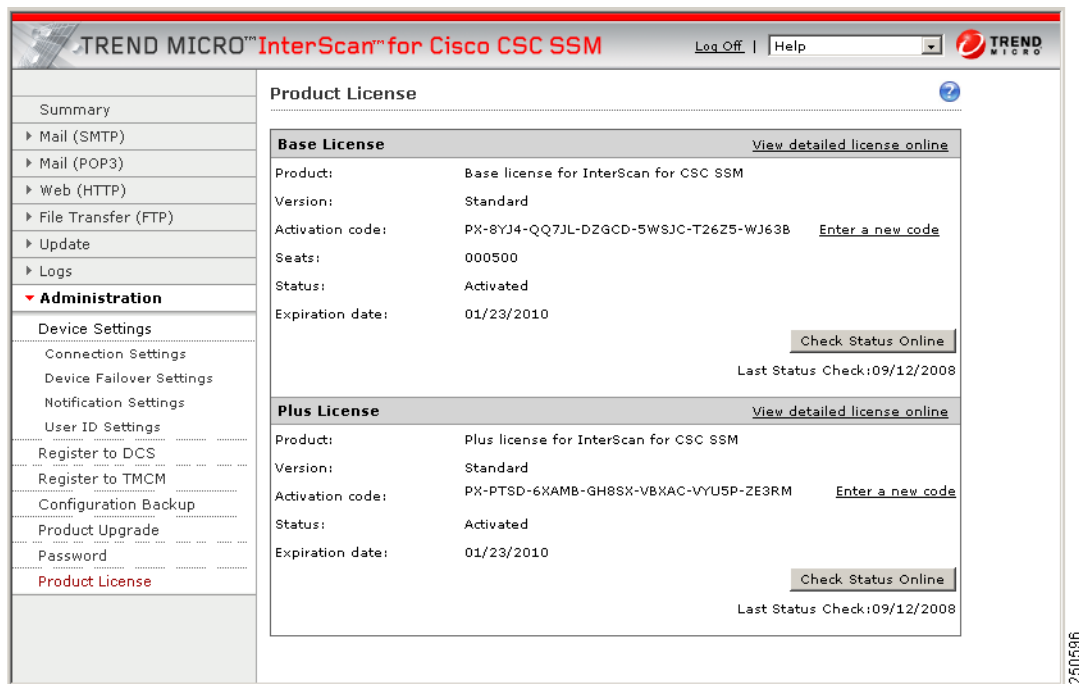 TREND MICRO™ InterScan™ for Cisco CSC SSM
Log Off | Help
TREND MICRO
Summary
Mail (SMTP)
Mail (POP3)
Web (HTTP)
File Transfer (FTP)
Update
Logs
Administration
Device Settings
Connection Settings
Device Failover Settings
Notification Settings
User ID Settings
Register to DCS
Register to TMCM
Configuration Backup
Product Upgrade
Password
Product License
Product License
?
Base License View detailed license online
Product: Base license for InterScan for CSC SSM
Version: Standard
Activation code: PX-8YJ4-QQ7JL-DZGCD-5WSJC-T26Z5-WJ63B Enter a new code
Seats: 000500
Status: Activated
Expiration date: 01/23/2010
Check Status Online
Last Status Check:09/12/2008
Plus License View detailed license online
Product: Plus license for InterScan for CSC SSM
Version: Standard
Activation code: PX-PTSD-6XAMB-GH8SX-VBXAC-VYU5P-ZE3RM Enter a new code
Status: Activated
Expiration date: 01/23/2010
Check Status Online
Last Status Check:09/12/2008
250596